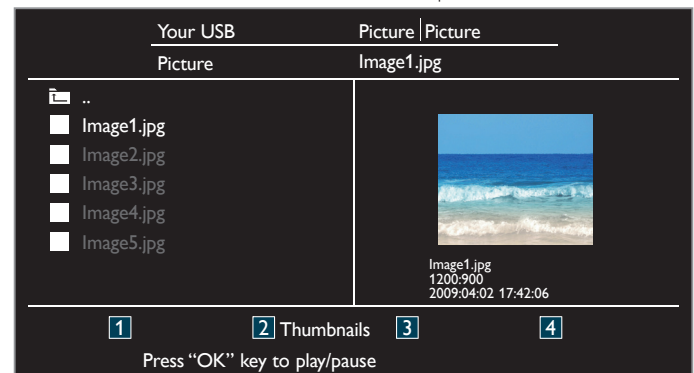 Your USB Picture Picture
Picture Image1.jpg
..
Image1.jpg
Image2.jpg
Image3.jpg
Image4.jpg
Image5.jpg
Image1.jpg
1200:900
2009:04:02 17:42:06
1 2 Thumbnails 3 4
Press “OK” key to play/pause